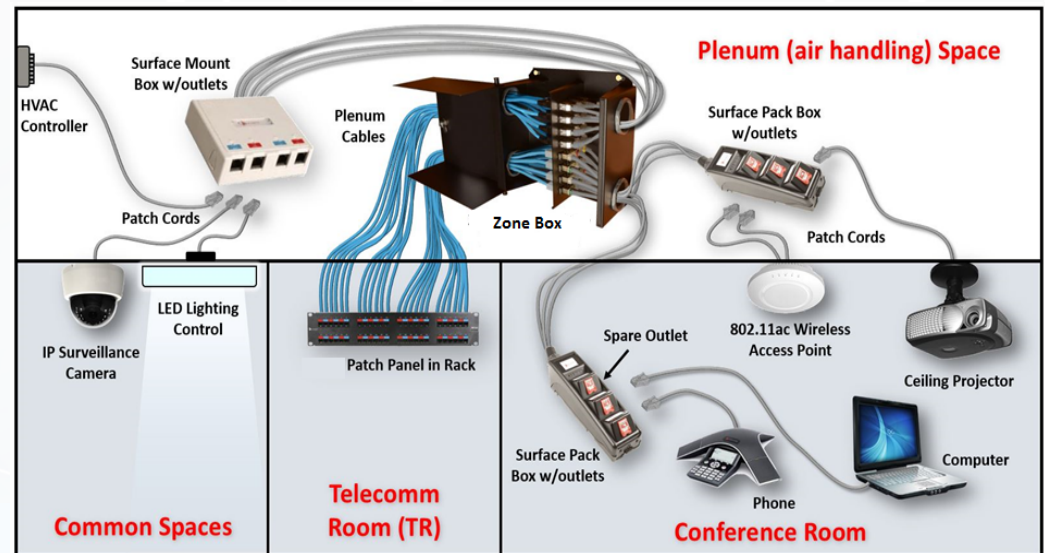 Plenum (air handling) Space
Surface Mount
Box w/outlets
HVAC
Controller
Plenum
Cables
Surface Pack Box
w/outlets
Patch Cords
Zone Box
Patch Cords
LED Lighting
Control
IP Surveillance
Camera
Patch Panel in Rack
Spare Outlet
802.11ac Wireless
Access Point
Ceiling Projector
Surface Pack
Box w/outlets
Phone
Computer
Common Spaces
Telecomm
Room (TR)
Conference Room